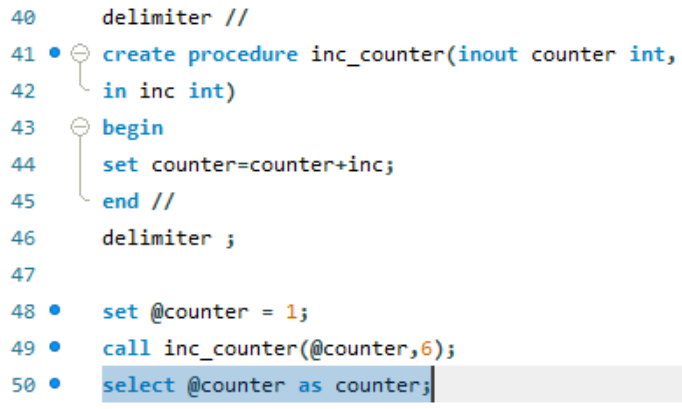 40 delimiter //
41 create procedure inc_counter(inout counter int,
42 in inc int)
43 begin
44 set counter=counter+inc;
45 end //
46 delimiter ;
47
48 set @counter = 1;
49 call inc_counter(@counter,6);
50 select @counter as counter;